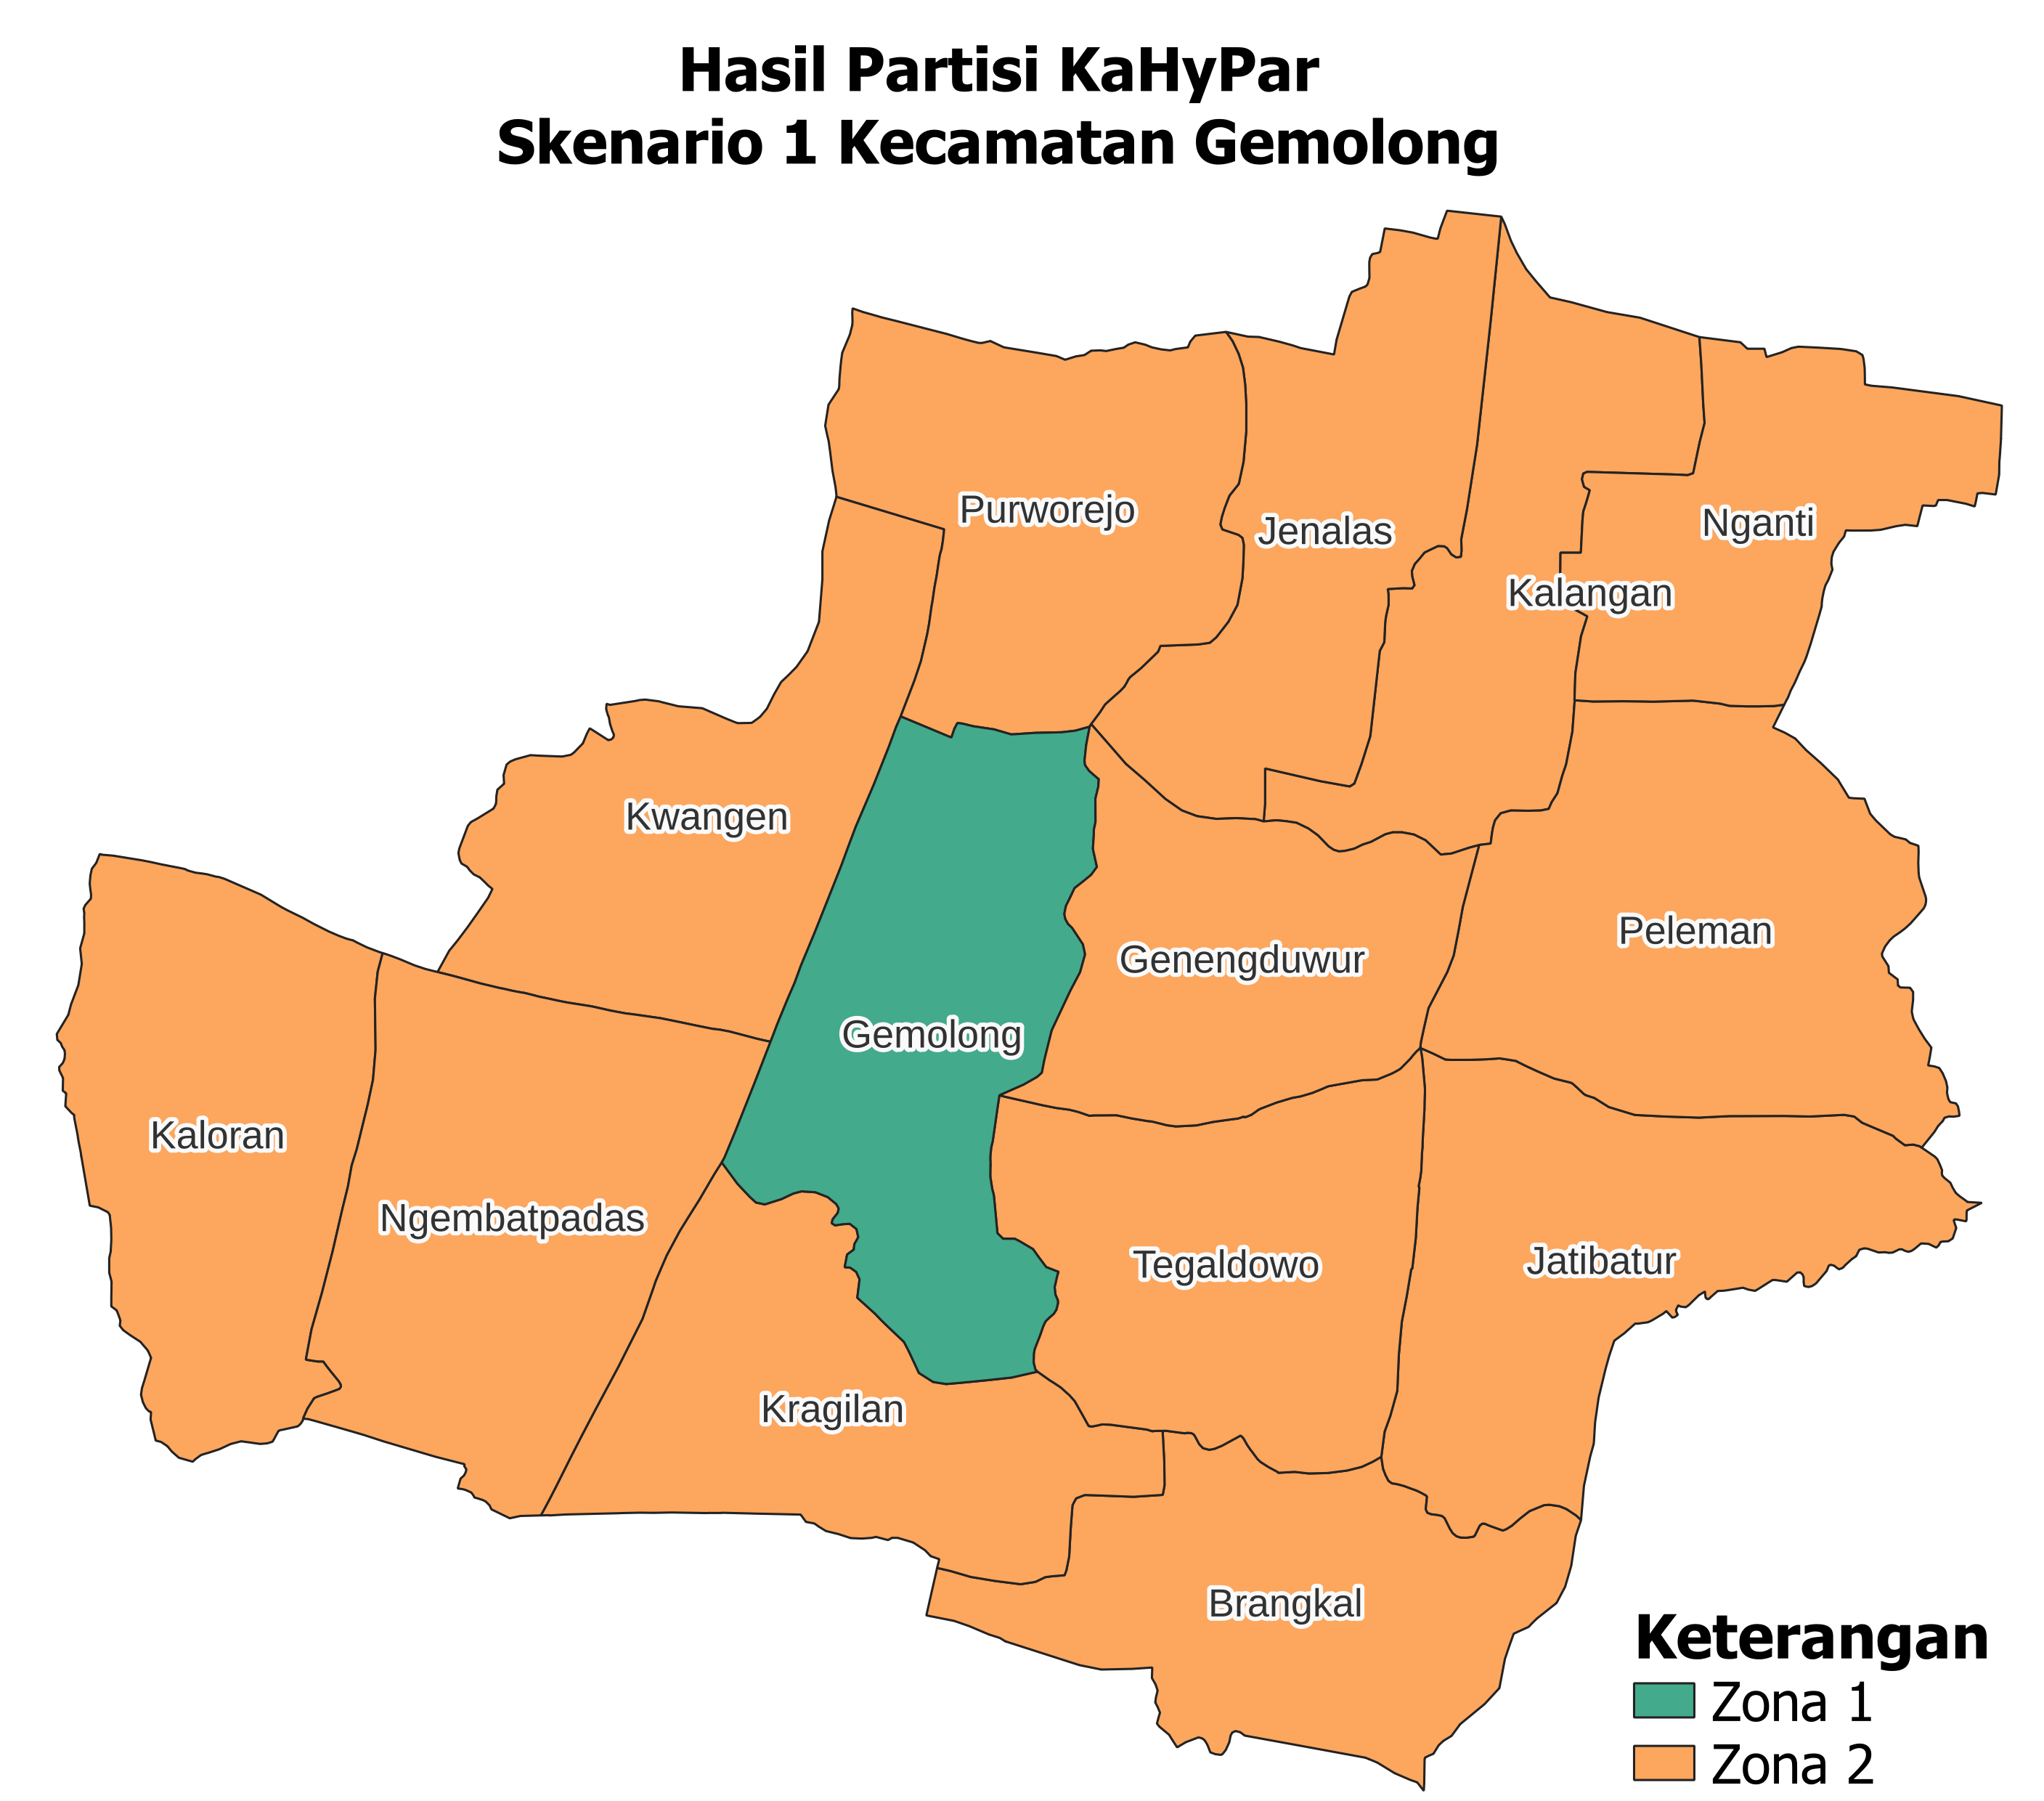 Hasil Partisi KaHyPar
Skenario 1 Kecamatan Gemolong
Purworejo
Jenalas
Nganti
Kalangan
Kwangen
Peleman
Genengduwur
Gemolong
Kaloran
Ngembatpadas
Tegaldowo
Jatibatur
Kragilan
Brangkal
Keterangan
Zona 1
Zona 2